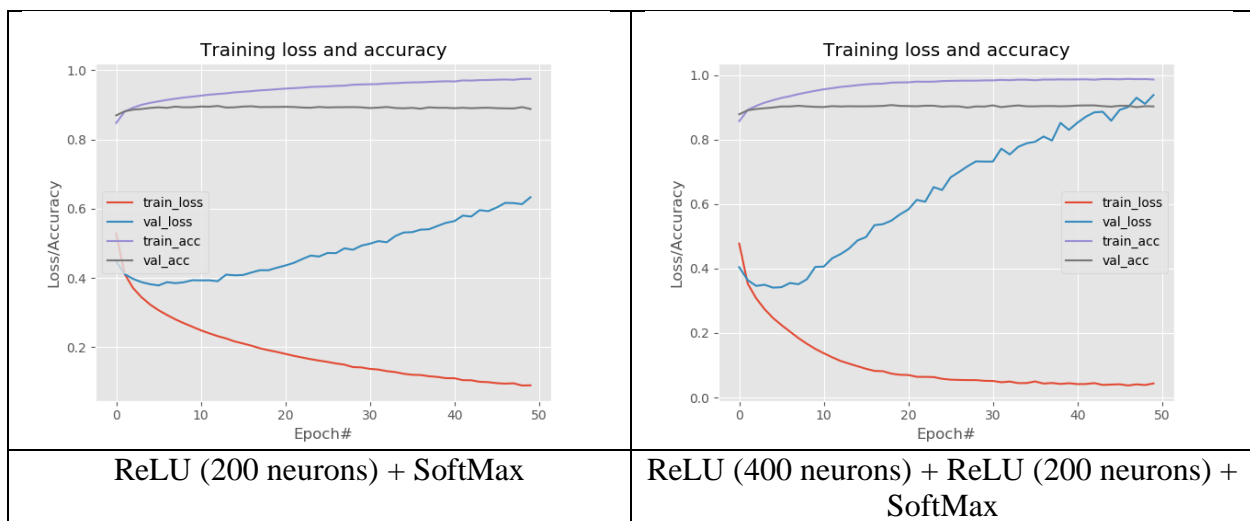 Training loss and accuracy
1.0
0.8
0.6
0.4
0.2
Loss/Accuracy
train_loss
val_loss
train_acc
val_acc
0 10 20 30 40 50
Epoch#
ReLU (200 neurons) + SoftMax
Training loss and accuracy
1.0
0.8
0.6
0.4
0.2
0.0
Loss/Accuracy
train_loss
val_loss
train_acc
val_acc
0 10 20 30 40 50
Epoch#
ReLU (400 neurons) + ReLU (200 neurons) +
SoftMax